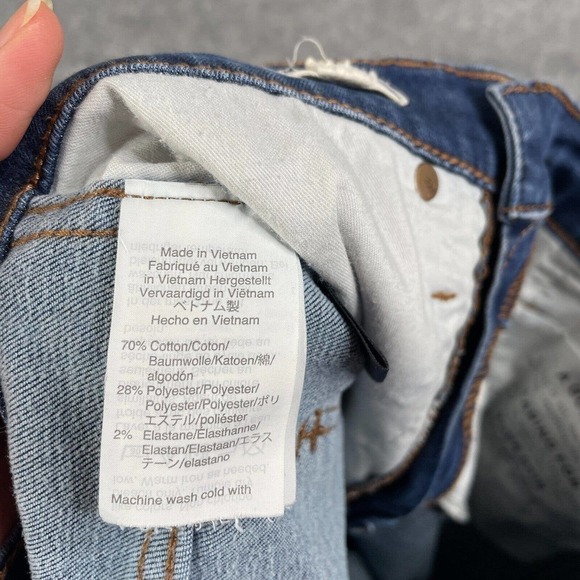 Made in Vietnam
Fabriqué au Vietnam
in Vietnam Hergestellt
Vervaardigd in Viëtnam
ベトナム製
Hecho en Vietnam
70% Cotton/Coton/
Baumwolle/Katoen/綿/
algodón
28% Polyester/Polyester/
Polyester/Polyester/ポリ
エステル/poliéster
2% Elastane/Élasthanne/
Elastan/Elastaan/エラス
テーン/elastano
Machine wash cold with